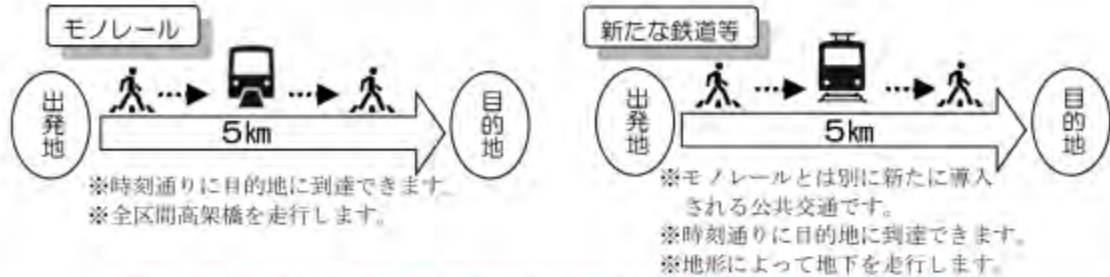 モノレール
出発地
5km
目的地
※時刻通りに目的地に到達できます。
※全区間高架橋を走行します。
新たな鉄道等
出発地
5km
目的地
※モノレールとは別に新たに導入
される公共交通です。
※時刻通りに目的地に到達できます。
※地形によって地下を走行します。